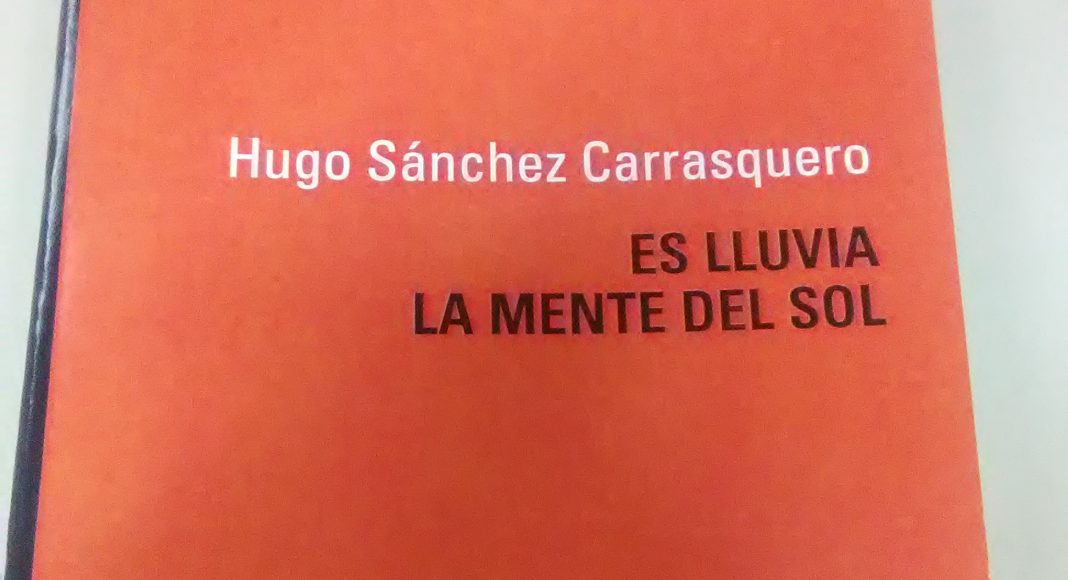 Hugo Sánchez Carrasquero
ES LLUVIA
LA MENTE DEL SOL